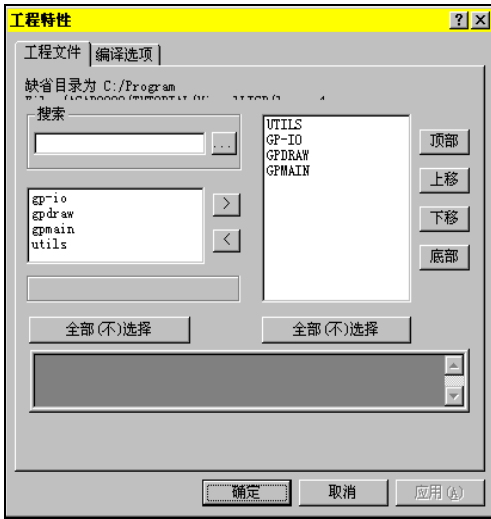 工程特性
工程文件
编译选项
缺省目录为 C:/Program
搜索
...
UTILS
GP-IO
GPDRAW
GPMAIN
顶部
上移
下移
底部
gp-io
gpdraw
gpmain
utils
>
<
全部(不)选择
全部(不)选择
确定
取消
应用(A)